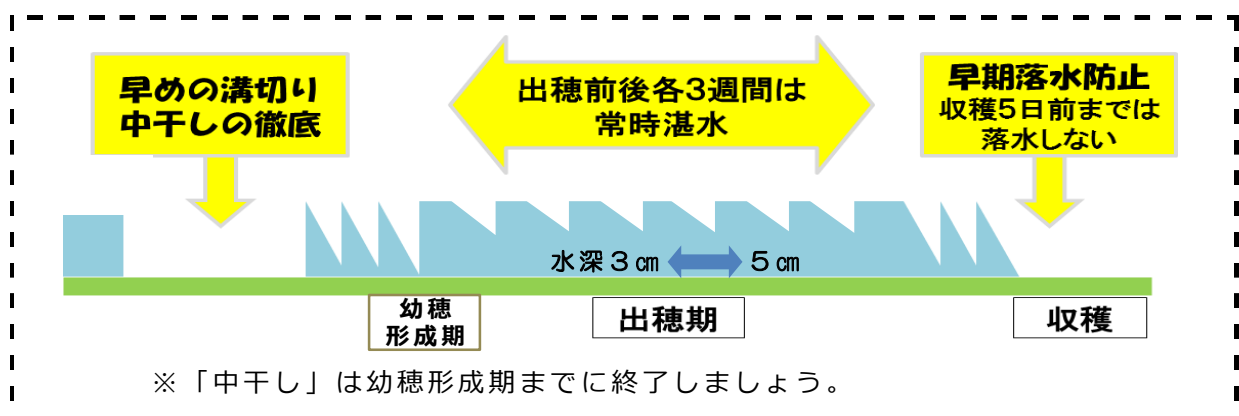 早めの溝切り
中干しの徹底
出穂前後各3週間は
常時湛水
早期落水防止
収穫5日前までは
落水しない
水深3㎝ 5㎝
幼穂
形成期
出穂期
収穫
※「中干し」は幼穂形成期までに終了しましょう。